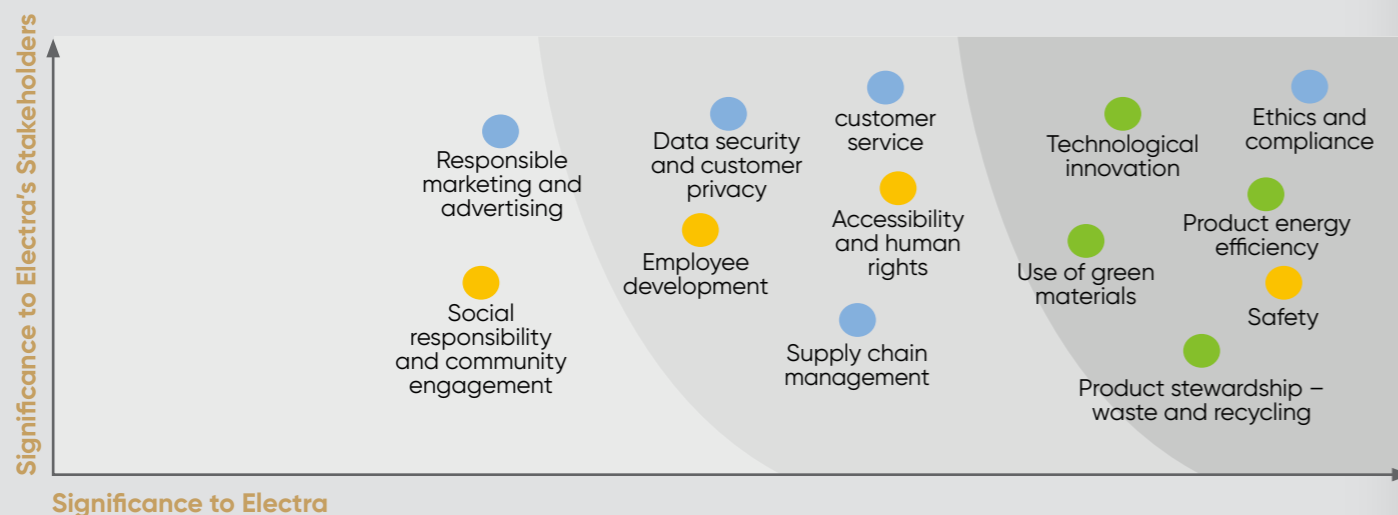 Significance to Electra's Stakeholders
Responsible
marketing and
advertising
Social
responsibility
and community
engagement
Data security
and customer
privacy
Employee
development
customer
service
Accessibility
and human
rights
Supply chain
management
Technological
innovation
Use of green
materials
Ethics and
compliance
Product energy
efficiency
Safety
Product stewardship –
waste and recycling
Significance to Electra